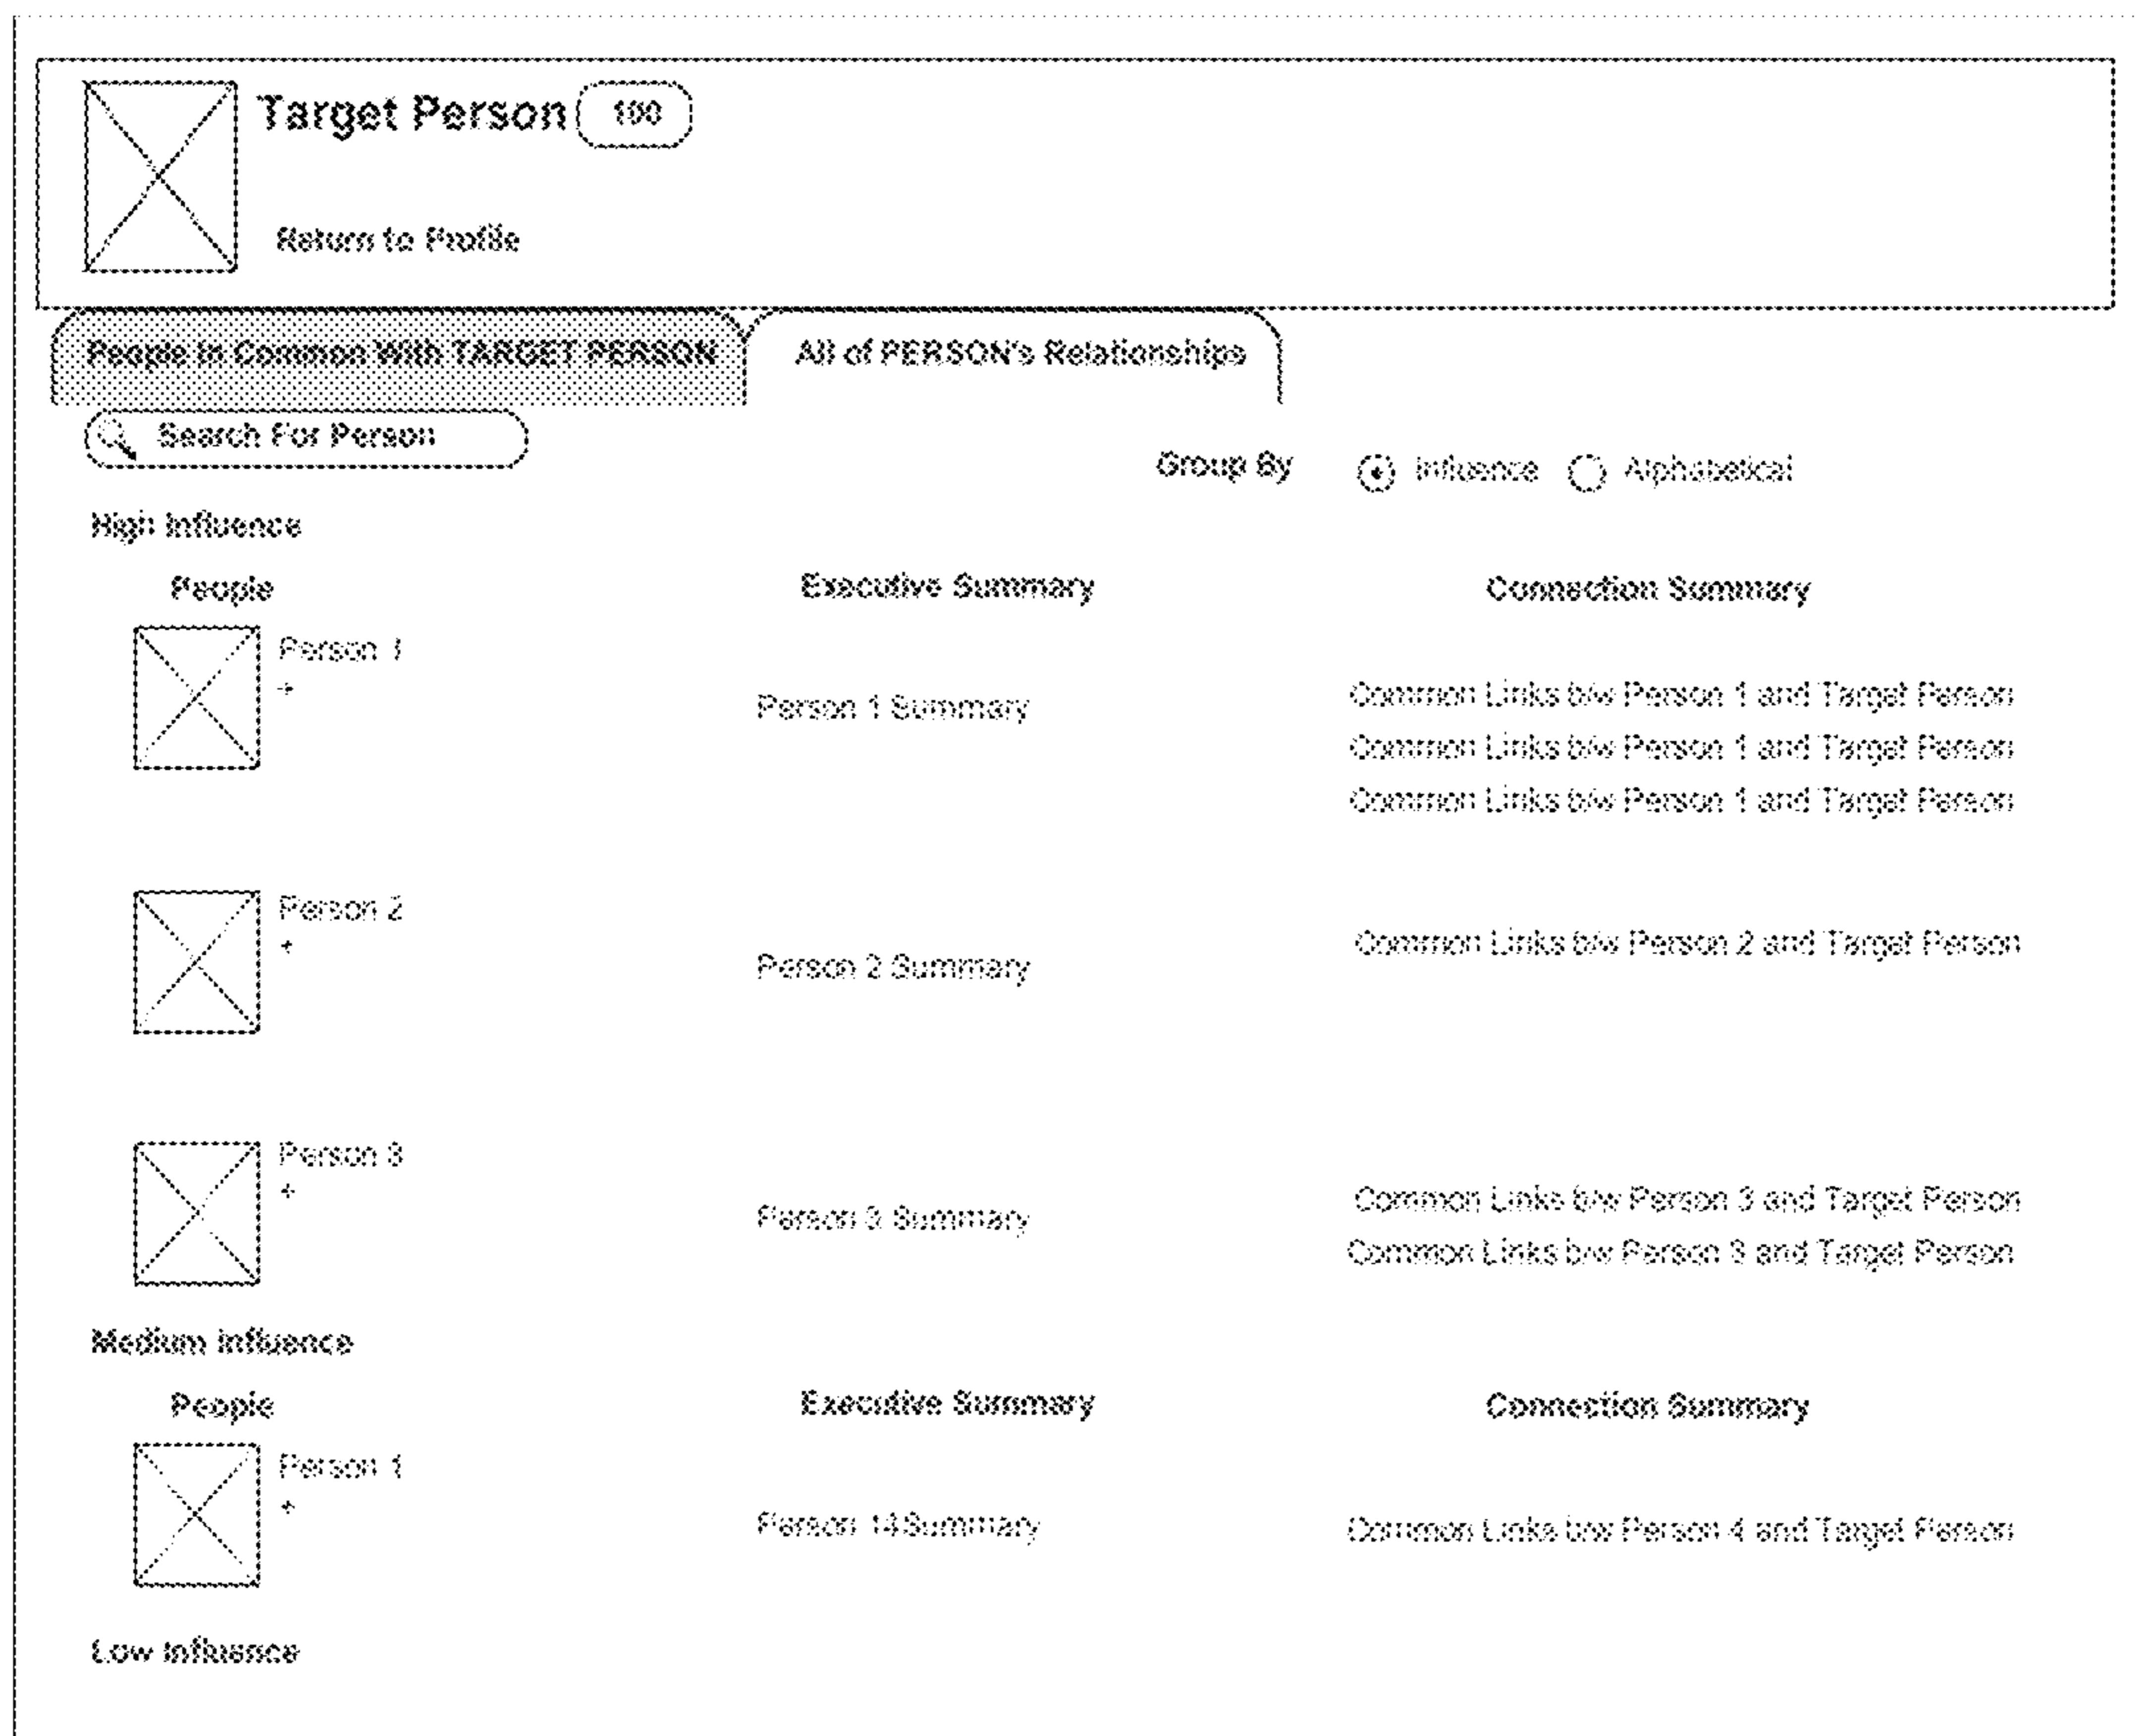 Target Person 100
Return to Profile
People In Common With TARGET PERSON All of PERSON's Relationships
Search For Person
Group By Influence Alphabetical
High Influence
People Executive Summary Connection Summary
Person 1
+
Person 1 Summary
Common Links b/w Person 1 and Target Person
Common Links b/w Person 1 and Target Person
Common Links b/w Person 1 and Target Person
Person 2
+
Person 2 Summary
Common Links b/w Person 2 and Target Person
Person 3
+
Person 3 Summary
Common Links b/w Person 3 and Target Person
Common Links b/w Person 3 and Target Person
Medium Influence
People Executive Summary Connection Summary
Person 1
+
Person 14Summary
Common Links b/w Person 4 and Target Person
Low Influence